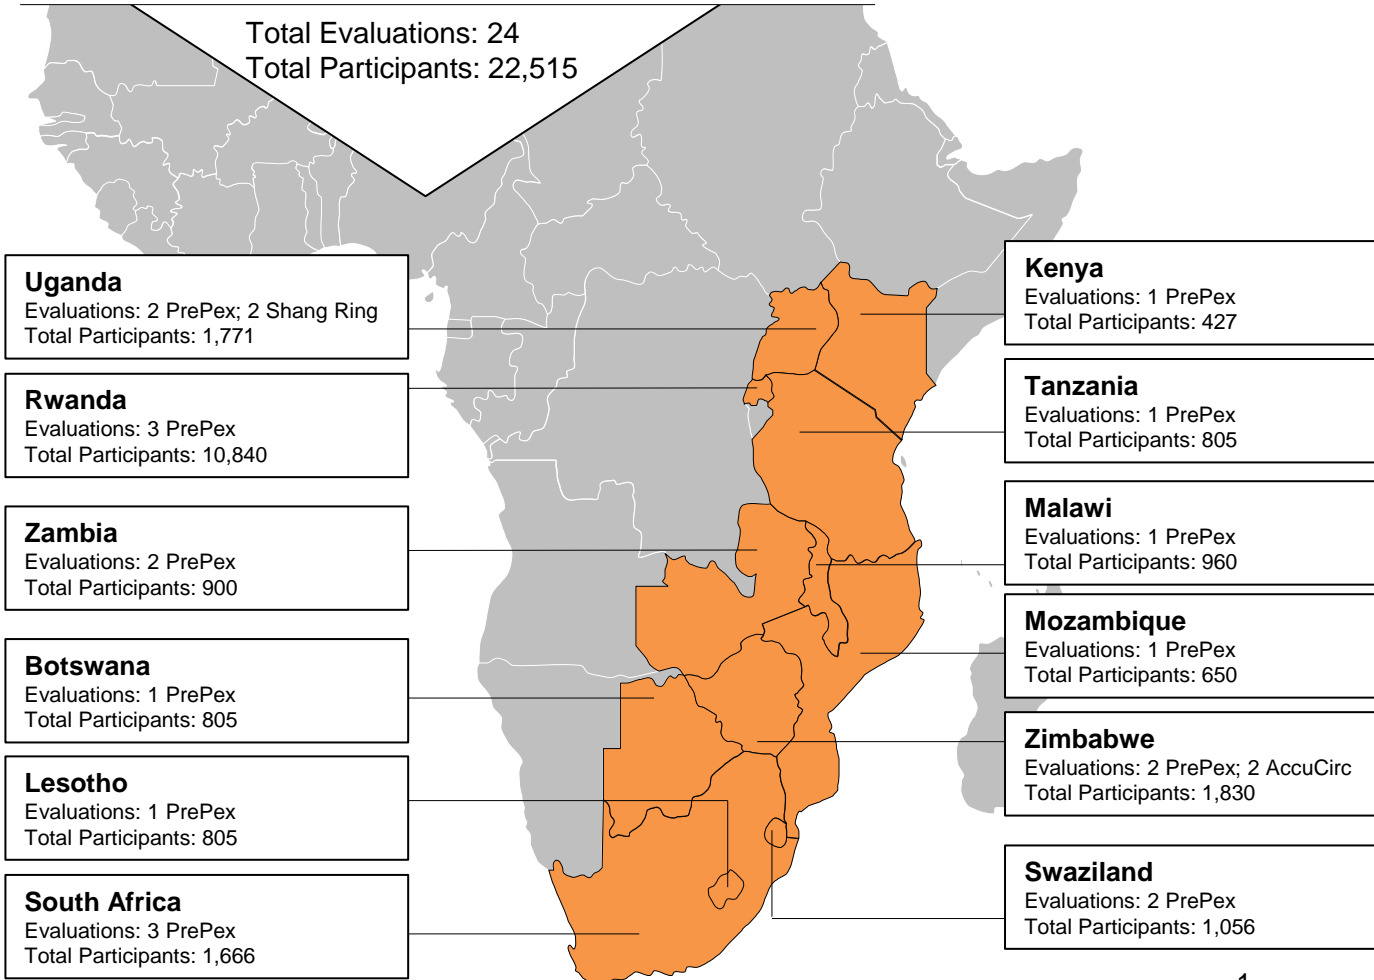 Total Evaluations: 24
Total Participants: 22,515
Uganda
Evaluations: 2 PrePex; 2 Shang Ring
Total Participants: 1,771
Rwanda
Evaluations: 3 PrePex
Total Participants: 10,840
Zambia
Evaluations: 2 PrePex
Total Participants: 900
Botswana
Evaluations: 1 PrePex
Total Participants: 805
Lesotho
Evaluations: 1 PrePex
Total Participants: 805
South Africa
Evaluations: 3 PrePex
Total Participants: 1,666
Kenya
Evaluations: 1 PrePex
Total Participants: 427
Tanzania
Evaluations: 1 PrePex
Total Participants: 805
Malawi
Evaluations: 1 PrePex
Total Participants: 960
Mozambique
Evaluations: 1 PrePex
Total Participants: 650
Zimbabwe
Evaluations: 2 PrePex; 2 AccuCirc
Total Participants: 1,830
Swaziland
Evaluations: 2 PrePex
Total Participants: 1,056